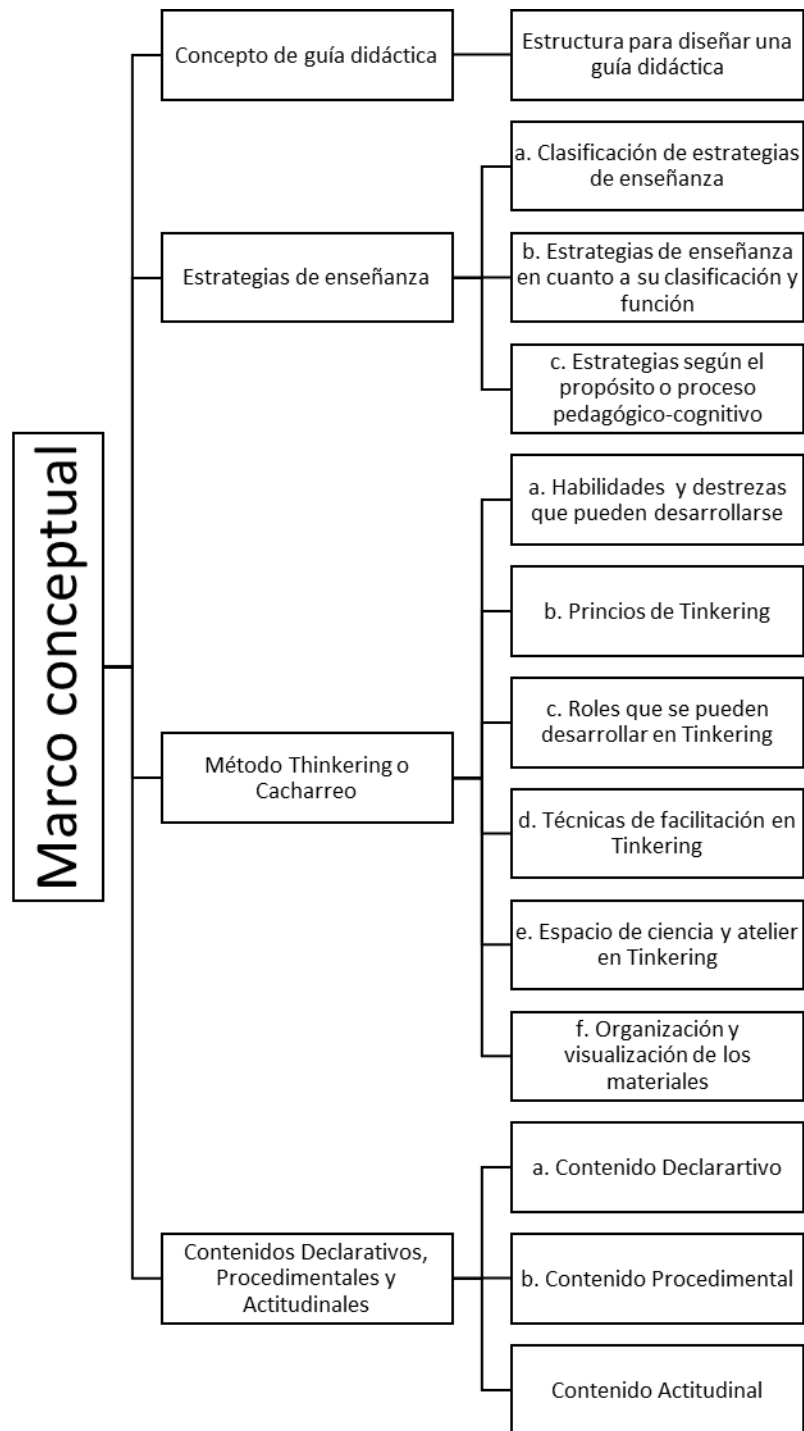 Marco conceptual
Concepto de guía didáctica
Estructura para diseñar una
guía didáctica
Estrategias de enseñanza
a. Clasificación de estrategias
de enseñanza
b. Estrategias de enseñanza
en cuanto a su clasificación y
función
c. Estrategias según el
propósito o proceso
pedagógico-cognitivo
Método Thinkering o
Cacharreo
a. Habilidades y destrezas
que pueden desarrollarse
b. Princios de Tinkering
c. Roles que se pueden
desarrollar en Tinkering
d. Técnicas de facilitación en
Tinkering
e. Espacio de ciencia y atelier
en Tinkering
f. Organización y
visualización de los
materiales
Contenidos Declarativos,
Procedimentales y
Actitudinales
a. Contenido Declarartivo
b. Contenido Procedimental
Contenido Actitudinal